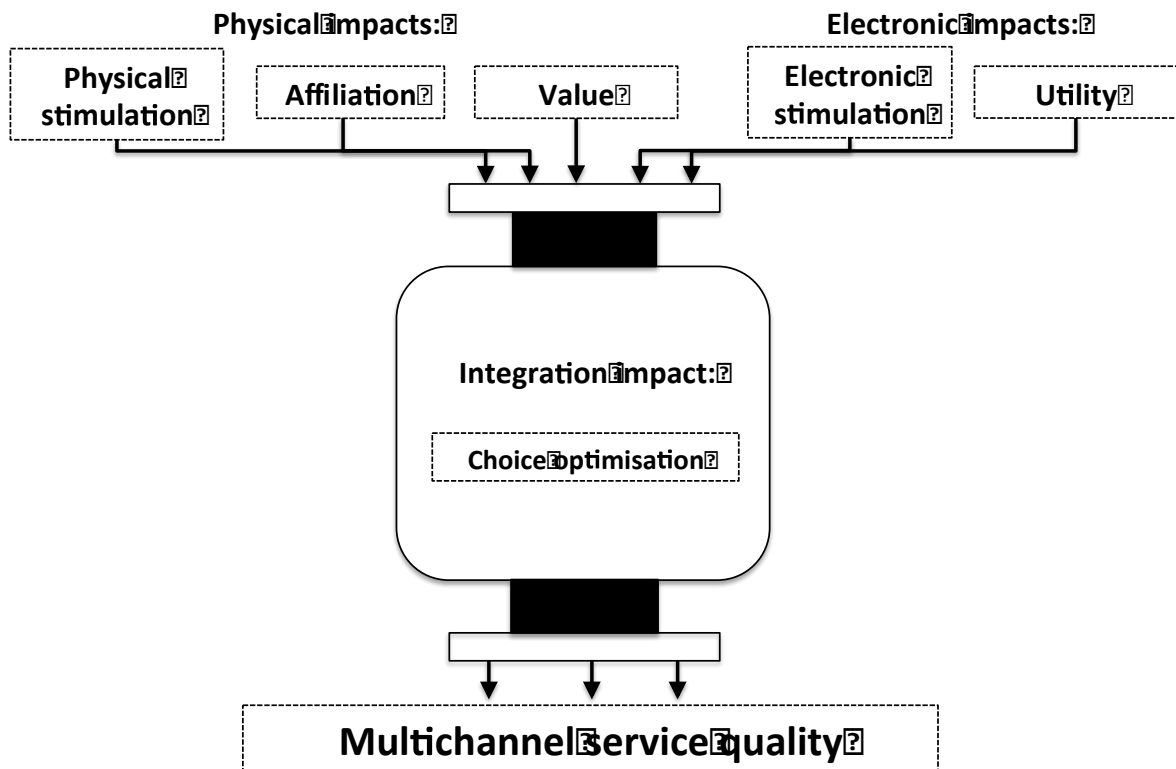 Physical⍰impacts:⍰
Electronic⍰impacts:⍰
Physical⍰
stimulation⍰
Affiliation⍰
Value⍰
Electronic⍰
stimulation⍰
Utility⍰
Integration⍰impact:⍰
Choice⍰optimisation⍰
Multichannel⍰service⍰quality⍰